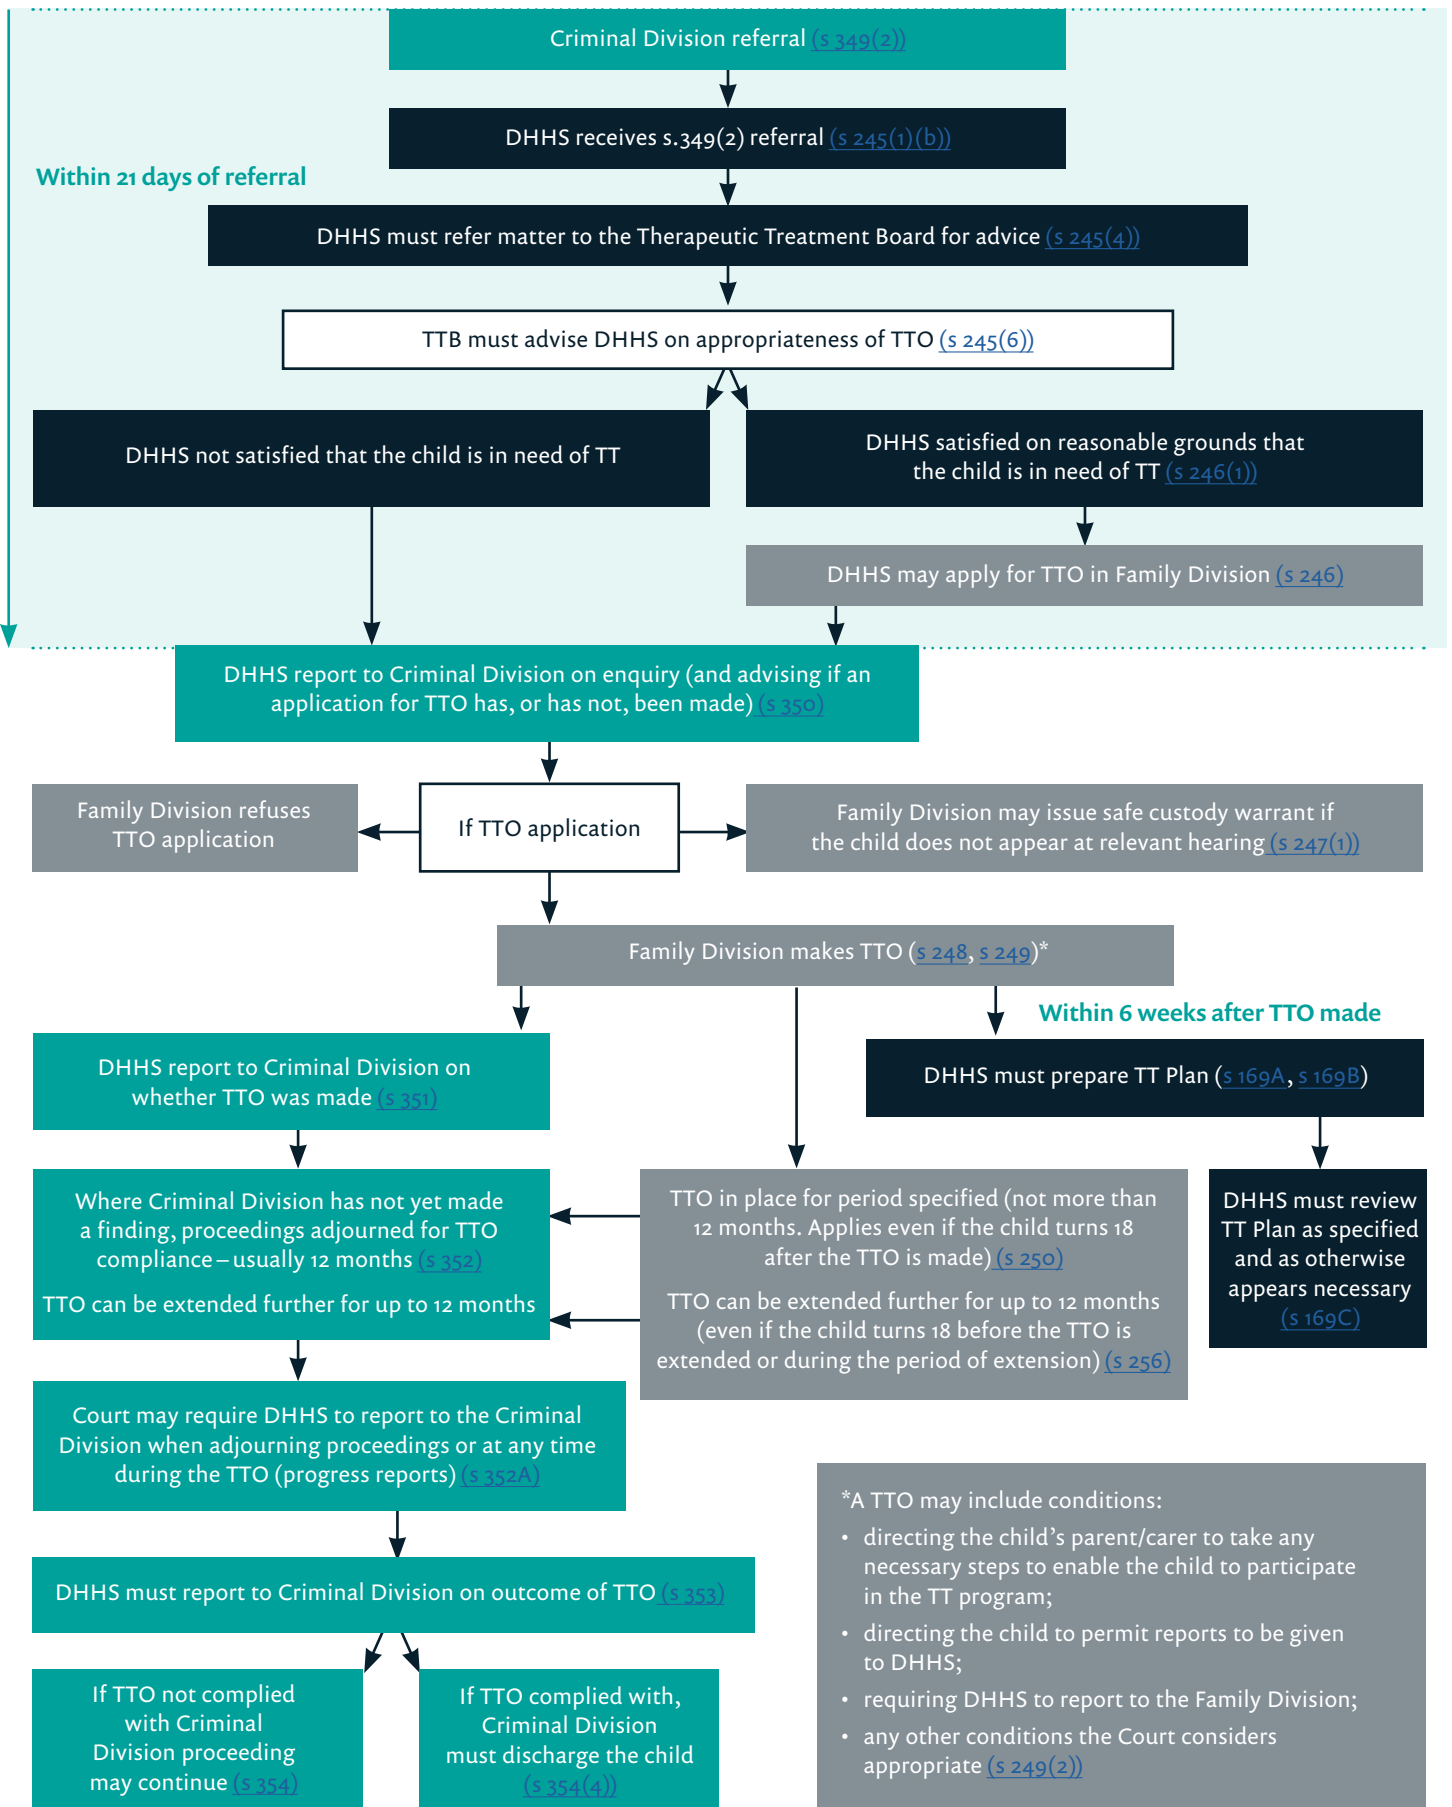 Criminal Division referral (s 349(2))
DHHS receives s.349(2) referral (s 245(1)(b))
Within 21 days of referral
DHHS must refer matter to the Therapeutic Treatment Board for advice (s 245(4))
TTB must advise DHHS on appropriateness of TTO (s 245(6))
DHHS not satisfied that the child is in need of TT
DHHS satisfied on reasonable grounds that
the child is in need of TT (s 246(1))
DHHS may apply for TTO in Family Division (s 246)
DHHS report to Criminal Division on enquiry (and advising if an
application for TTO has, or has not, been made) (s 350)
Family Division refuses
TTO application
If TTO application
Family Division may issue safe custody warrant if
the child does not appear at relevant hearing (s 247(1))
Family Division makes TTO (s 248, s 249)*
Within 6 weeks after TTO made
DHHS report to Criminal Division on
whether TTO was made (s 351)
DHHS must prepare TT Plan (s 169A, s 169B)
Where Criminal Division has not yet made
a finding, proceedings adjourned for TTO
compliance – usually 12 months (s 352)
TTO can be extended further for up to 12 months
TTO in place for period specified (not more than
12 months. Applies even if the child turns 18
after the TTO is made) (s 250)
TTO can be extended further for up to 12 months
(even if the child turns 18 before the TTO is
extended or during the period of extension) (s 256)
DHHS must review
TT Plan as specified
and as otherwise
appears necessary
(s 169C)
Court may require DHHS to report to the Criminal
Division when adjourning proceedings or at any time
during the TTO (progress reports) (s 352A)
DHHS must report to Criminal Division on outcome of TTO (s 353)
If TTO not complied
with Criminal
Division proceeding
may continue (s 354)
If TTO complied with,
Criminal Division
must discharge the child
(s 354(4))
*A TTO may include conditions:
• directing the child's parent/carer to take any
necessary steps to enable the child to participate
in the TT program;
• directing the child to permit reports to be given
to DHHS;
• requiring DHHS to report to the Family Division;
• any other conditions the Court considers
appropriate (s 249(2))